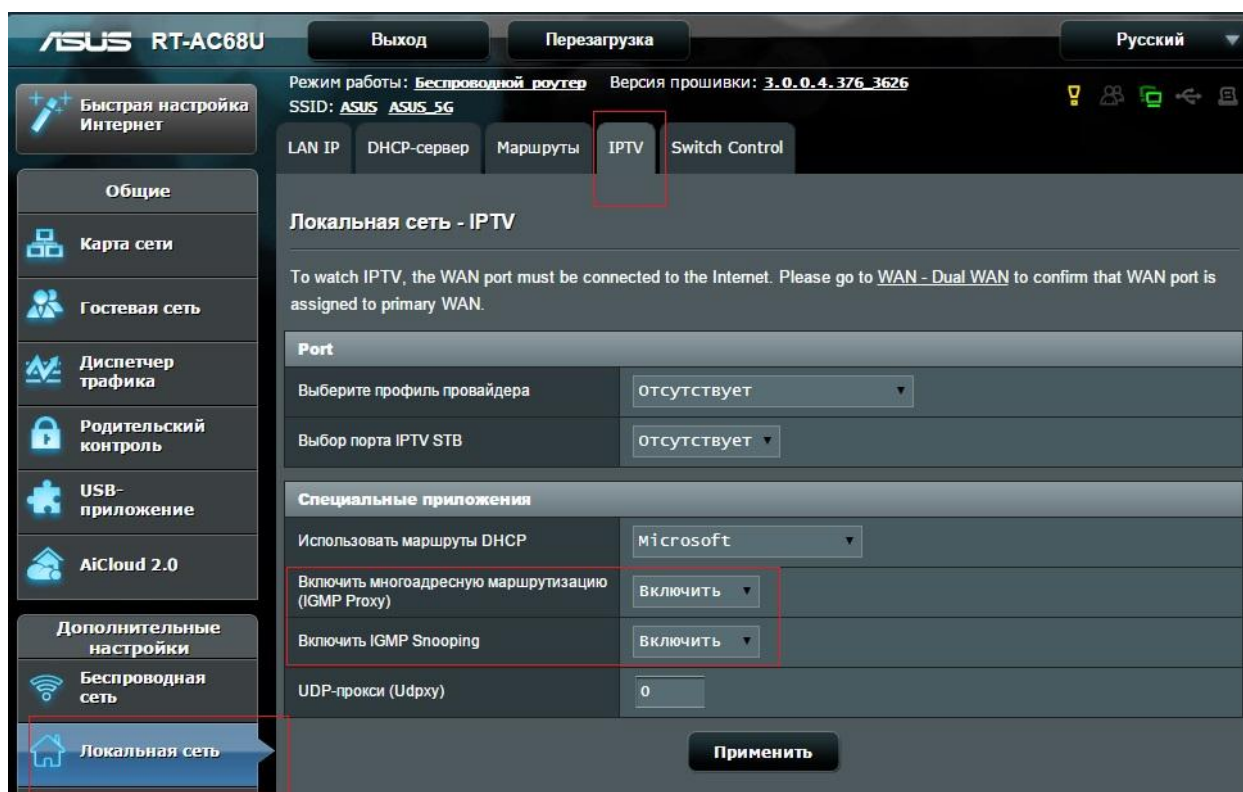 ASUS RT-AC68U
Выход
Перезагрузка
Русский
Быстрая настройка
Интернет
Режим работы: Беспроводной роутер Версия прошивки: 3.0.0.4.376_3626
SSID: ASUS ASUS_5G
LAN IP
DHCP-сервер
Маршруты
IPTV
Switch Control
Общие
Карта сети
Гостевая сеть
Диспетчер
трафика
Родительский
контроль
USB-
приложение
AiCloud 2.0
Дополнительные
настройки
Беспроводная
сеть
Локальная сеть
Локальная сеть - IPTV
To watch IPTV, the WAN port must be connected to the Internet. Please go to WAN - Dual WAN to confirm that WAN port is
assigned to primary WAN.
Port
Выберите профиль провайдера
Отсутствует
Выбор порта IPTV STB
Отсутствует
Специальные приложения
Использовать маршруты DHCP
Microsoft
Включить многоадресную маршрутизацию
(IGMP Proxy)
Включить
Включить IGMP Snooping
Включить
UDP-прокси (Udpxy)
0
Применить